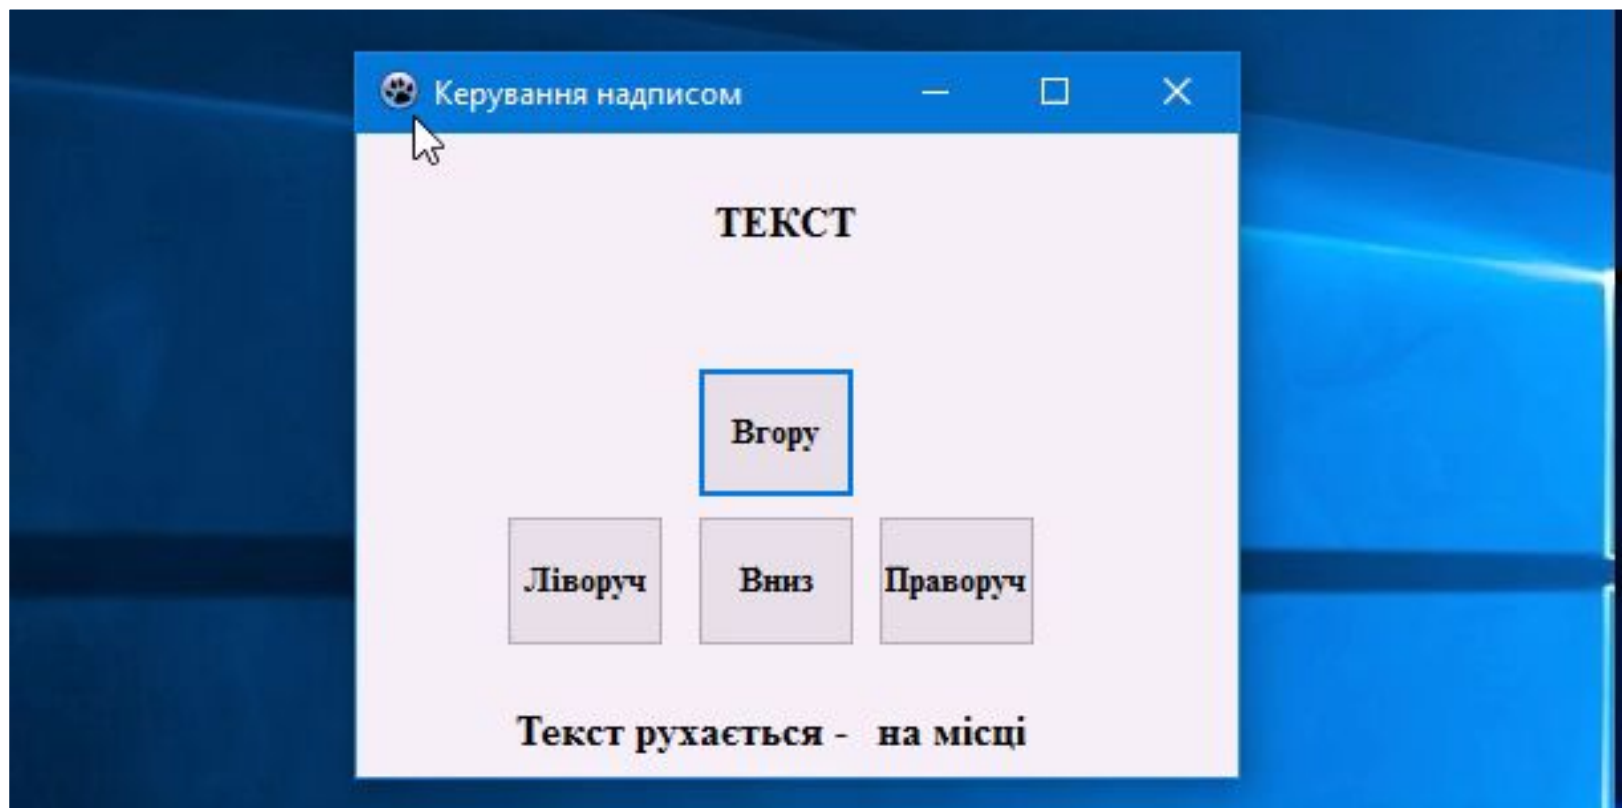 Керування надписом
ТЕКСТ
Вгору
Ліворуч Вниз Праворуч
Текст рухається - на місці